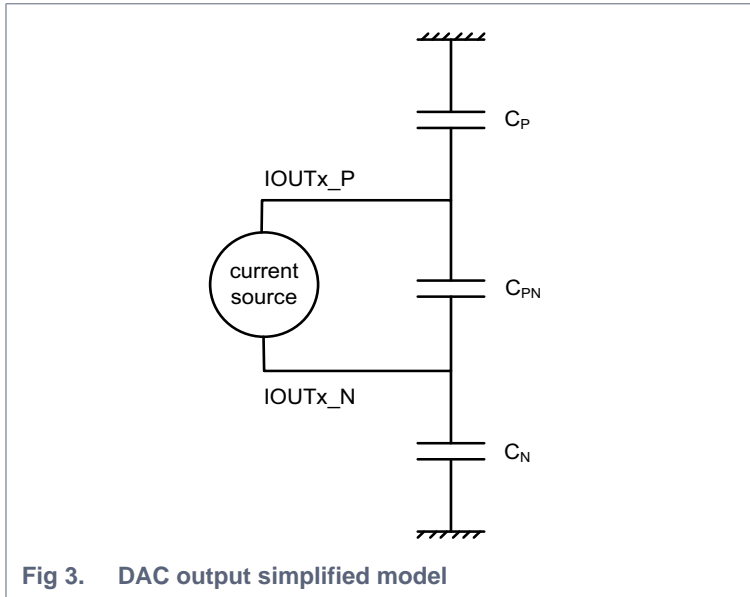 C_P
IOUTx_P
current
source
C_PN
IOUTx_N
C_N
Fig 3. DAC output simplified model